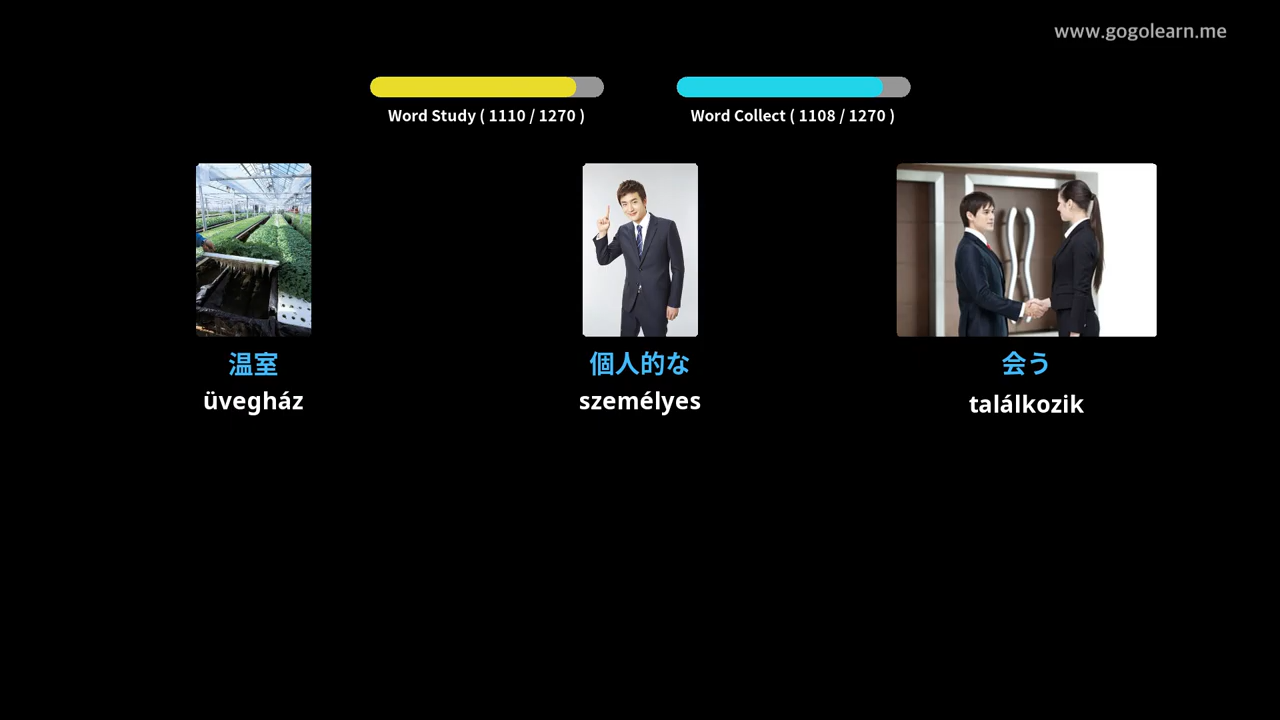 www.gogolearn.me
Word Study ( 1110 / 1270 )
Word Collect ( 1108 / 1270 )
温室
üvegház
個人的な
személyes
会う
találkozik